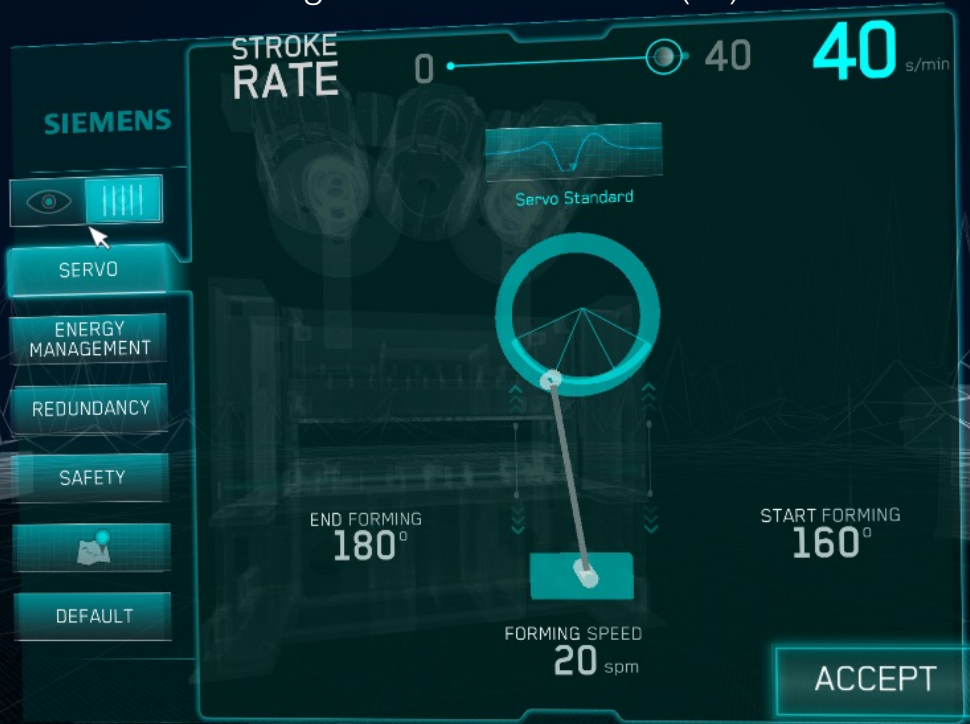 STROKE
RATE
0
40
40 s/min
SIEMENS
Servo Standard
SERVO
ENERGY
MANAGEMENT
REDUNDANCY
SAFETY
DEFAULT
END FORMING
180°
START FORMING
160°
FORMING SPEED
20 spm
ACCEPT